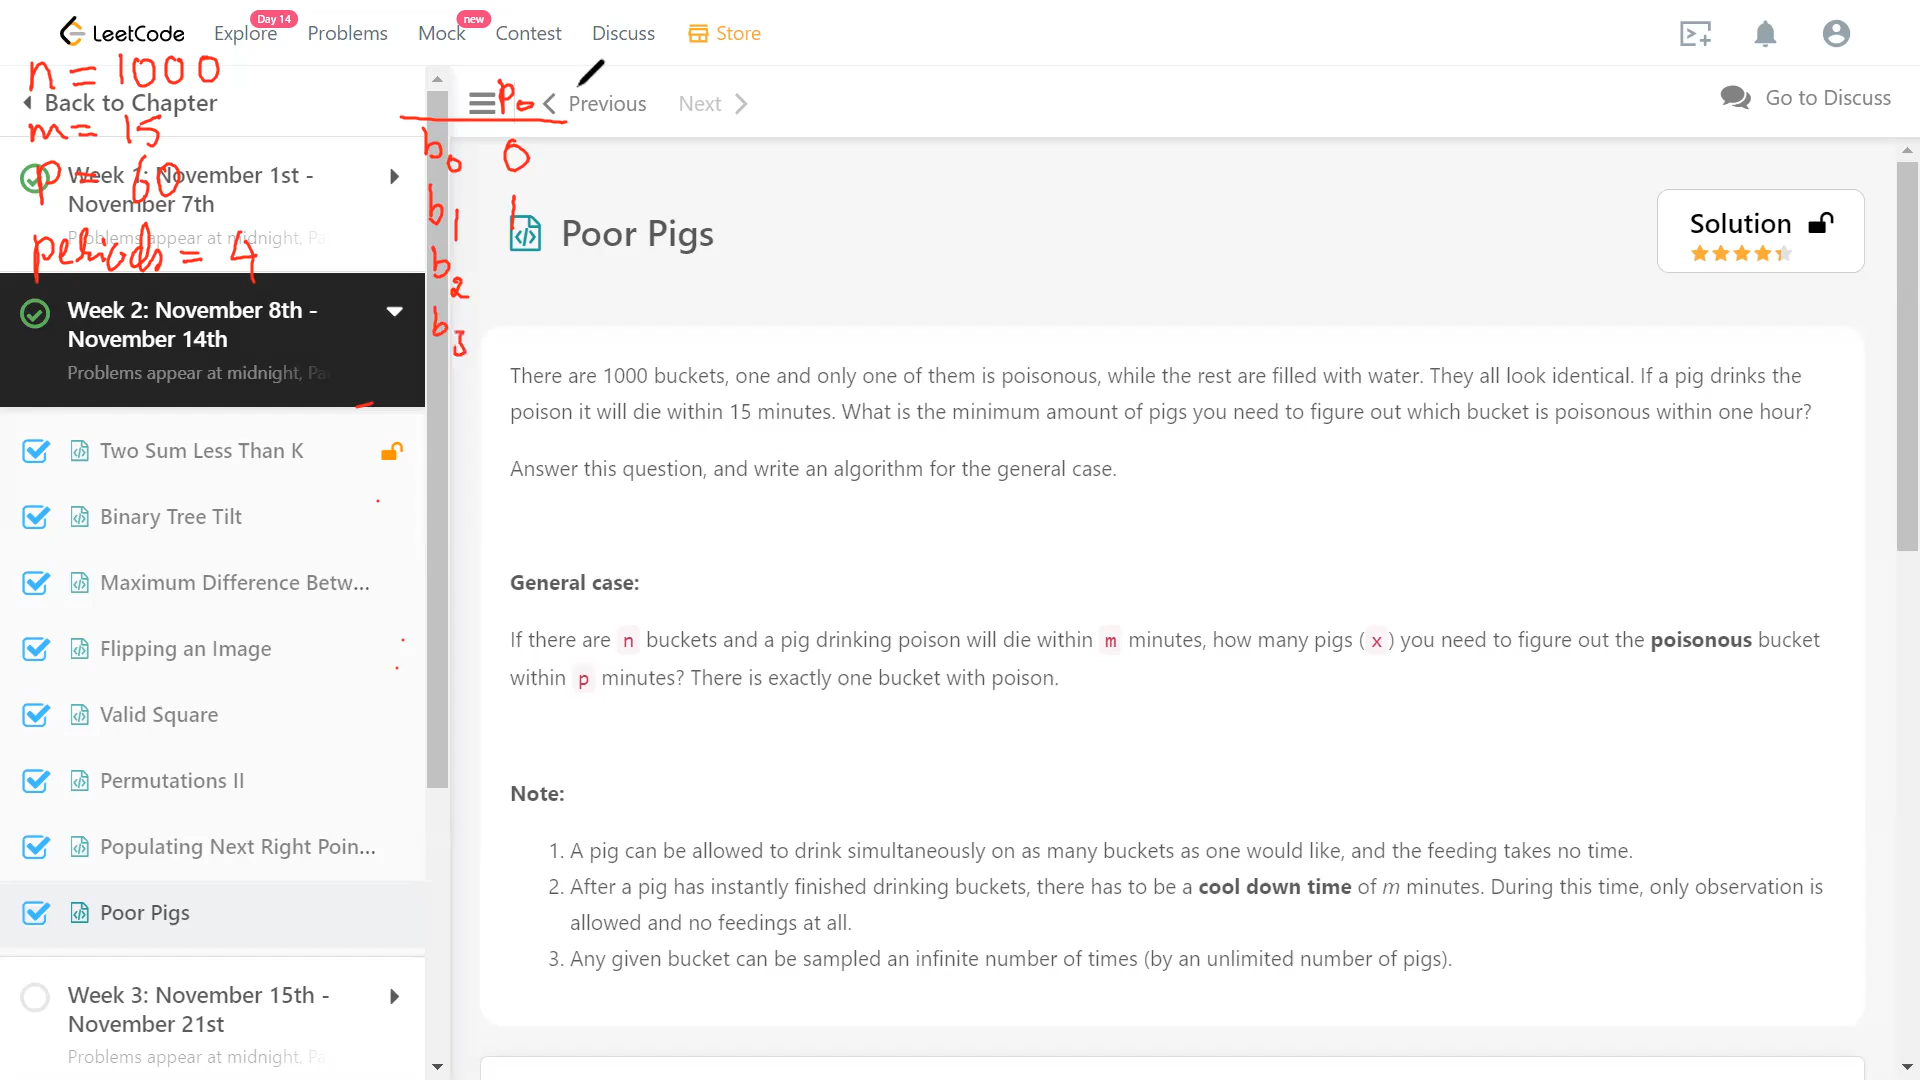 LeetCode
Explore
Day 14
Problems
Mock
new
Contest
Discuss
Store
n = 1000
Back to Chapter
m = 15
p = 60
Week 1: November 1st -
November 7th
Problems appear at midnight, Pa
periods = 4
Week 2: November 8th -
November 14th
Problems appear at midnight, Pa
Two Sum Less Than K
Binary Tree Tilt
Maximum Difference Betw...
Flipping an Image
Valid Square
Permutations II
Populating Next Right Poin...
Poor Pigs
Week 3: November 15th -
November 21st
Problems appear at midnight, Pa
p0
b0 0
b1 1
b2
b3
Previous
Next
Go to Discuss
Poor Pigs
Solution
There are 1000 buckets, one and only one of them is poisonous, while the rest are filled with water. They all look identical. If a pig drinks the
poison it will die within 15 minutes. What is the minimum amount of pigs you need to figure out which bucket is poisonous within one hour?
Answer this question, and write an algorithm for the general case.
General case:
If there are n buckets and a pig drinking poison will die within m minutes, how many pigs (x) you need to figure out the poisonous bucket
within p minutes? There is exactly one bucket with poison.
Note:
1. A pig can be allowed to drink simultaneously on as many buckets as one would like, and the feeding takes no time.
2. After a pig has instantly finished drinking buckets, there has to be a cool down time of m minutes. During this time, only observation is
allowed and no feedings at all.
3. Any given bucket can be sampled an infinite number of times (by an unlimited number of pigs).